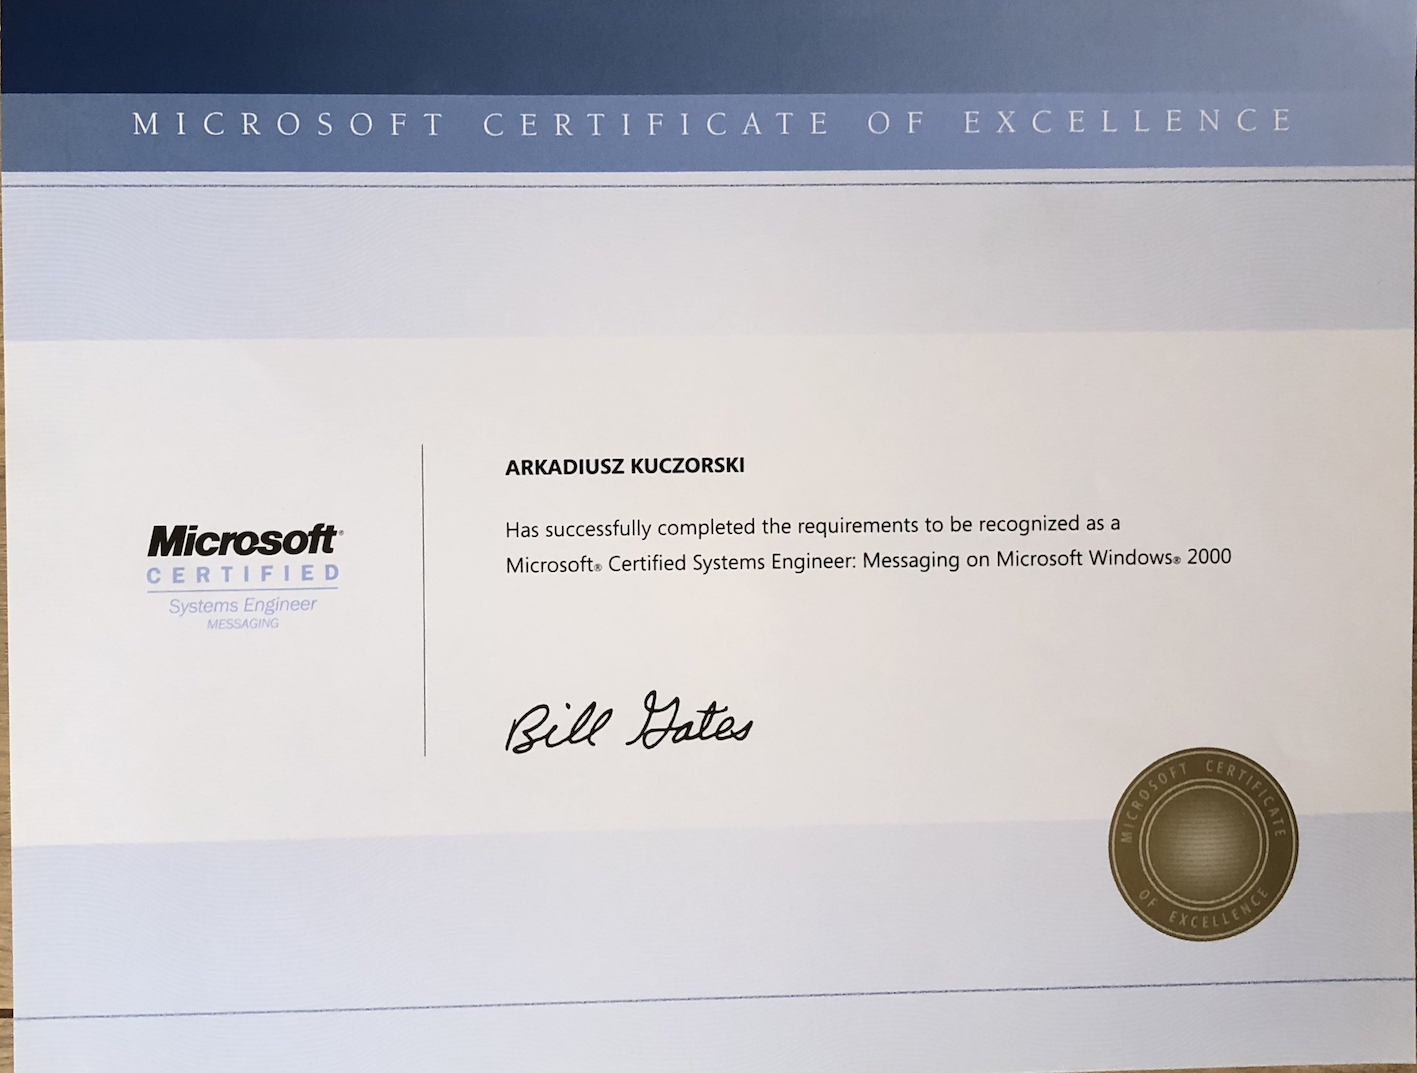 MICROSOFT CERTIFICATE OF EXCELLENCE
ARKADIUSZ KUCZORSKI
Has successfully completed the requirements to be recognized as a
Microsoft® Certified Systems Engineer: Messaging on Microsoft Windows® 2000
Microsoft®
CERTIFIED
Systems Engineer
MESSAGING
Bill Gates
MICROSOFT CERTIFICATE
OF EXCELLENCE